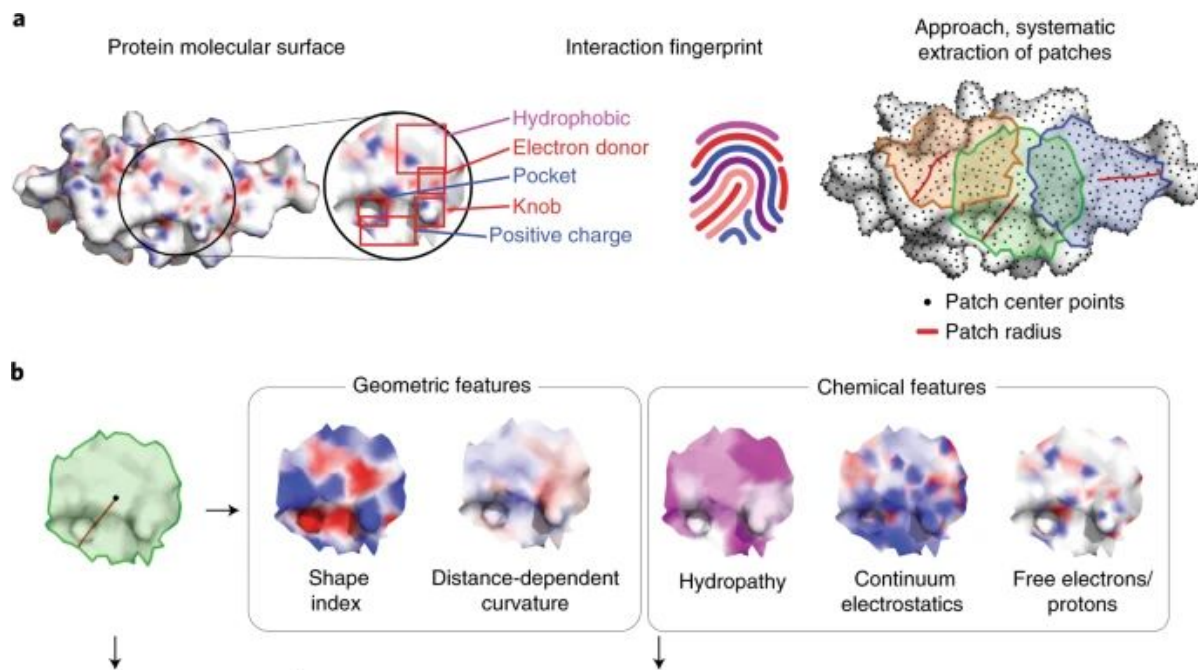 a
Protein molecular surface
Interaction fingerprint
Approach, systematic
extraction of patches
Hydrophobic
Electron donor
Pocket
Knob
Positive charge
Patch center points
Patch radius
b
Geometric features
Chemical features
Shape
index
Distance-dependent
curvature
Hydropathy
Continuum
electrostatics
Free electrons/
protons